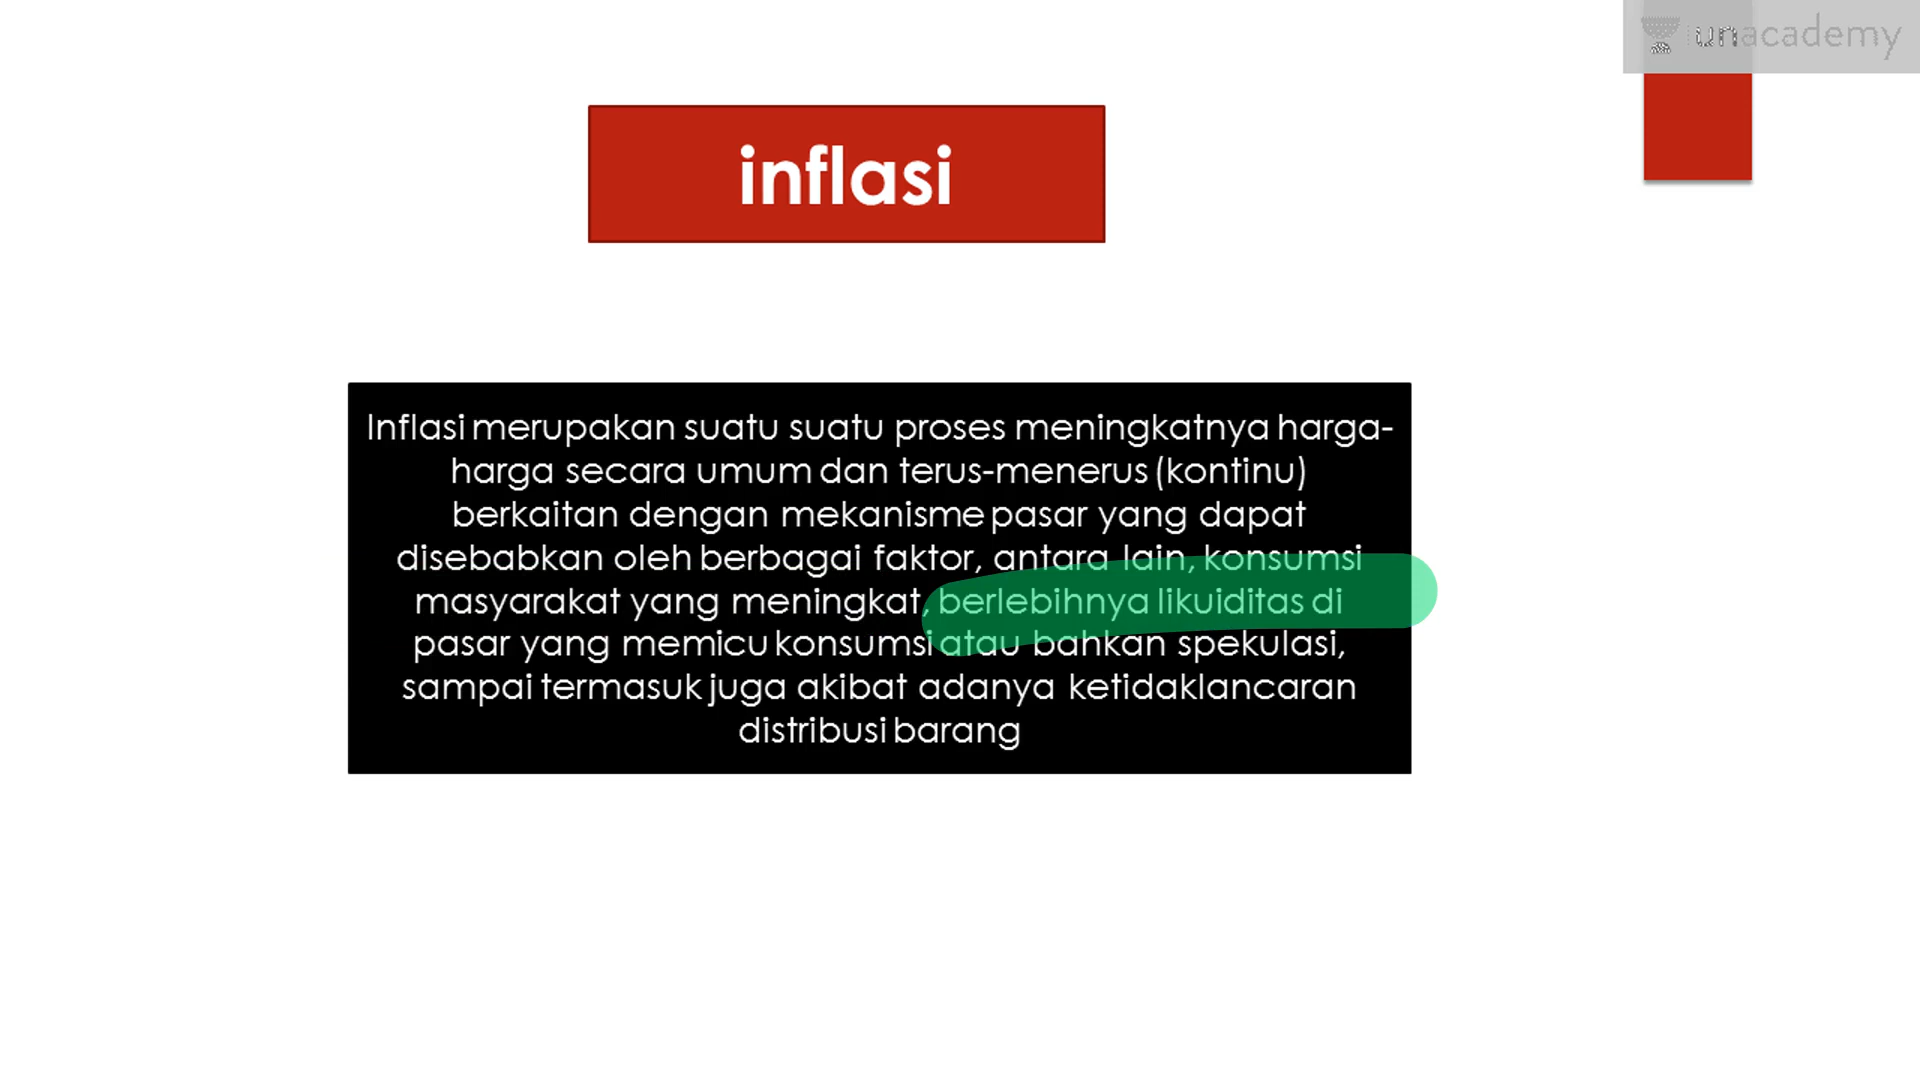 unacademy
inflasi
Inflasi merupakan suatu suatu proses meningkatnya harga-
harga secara umum dan terus-menerus (kontinu)
berkaitan dengan mekanisme pasar yang dapat
disebabkan oleh berbagai faktor, antara lain, konsumsi
masyarakat yang meningkat, berlebihnya likuiditas di
pasar yang memicu konsumsi atau bahkan spekulasi,
sampai termasuk juga akibat adanya ketidaklancaran
distribusi barang